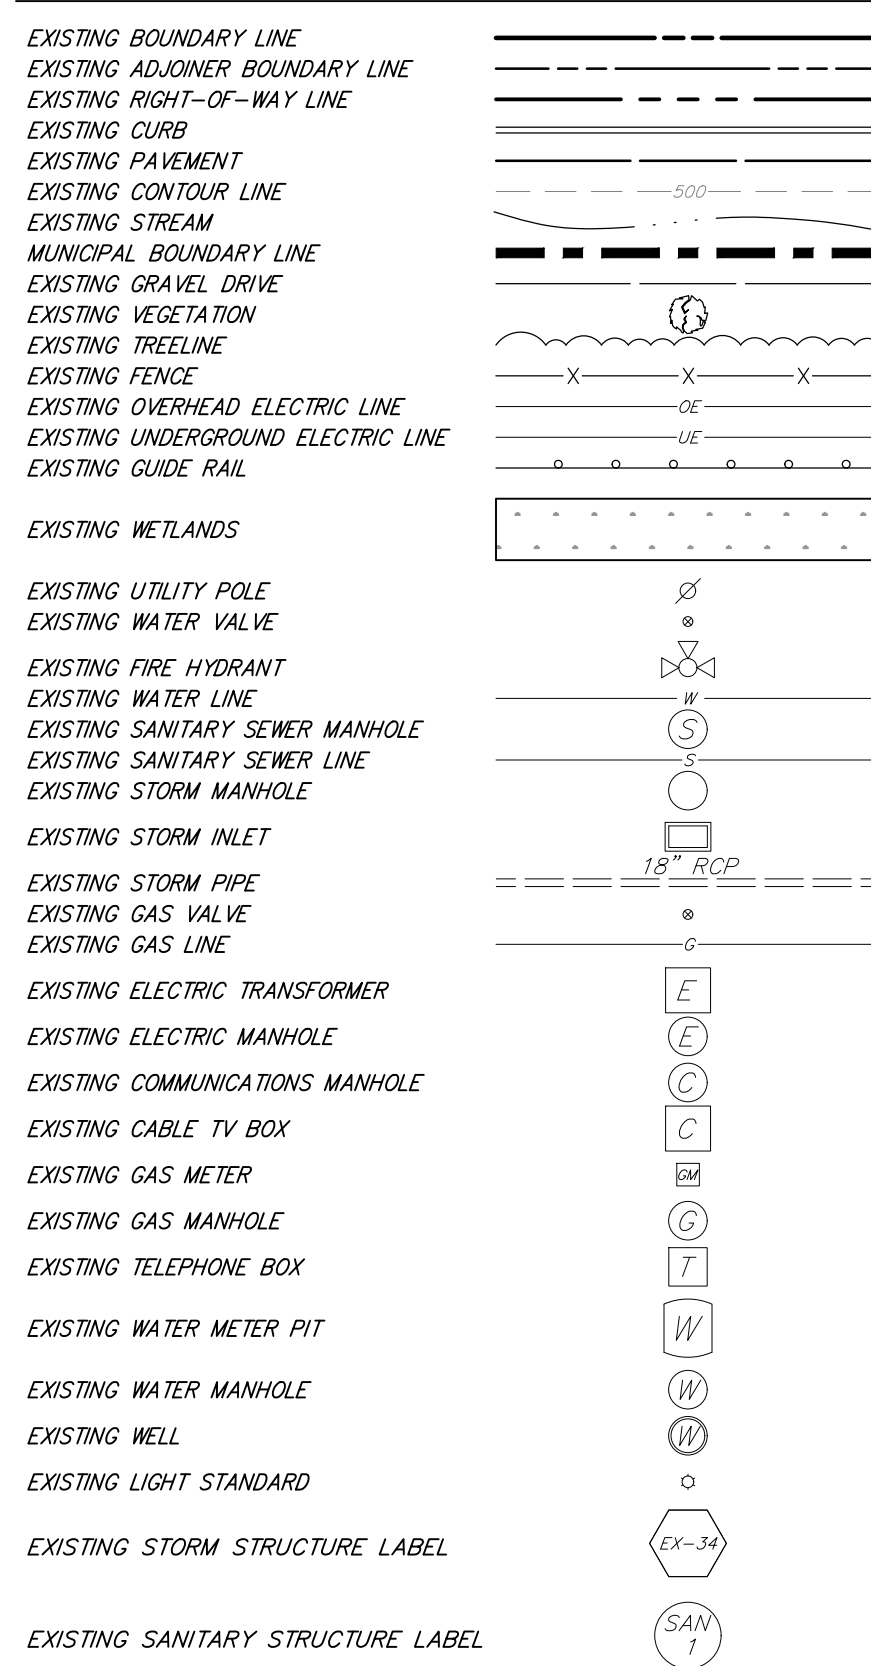 EXISTING BOUNDARY LINE
EXISTING ADJOINER BOUNDARY LINE
EXISTING RIGHT-OF-WAY LINE
EXISTING CURB
EXISTING PAVEMENT
EXISTING CONTOUR LINE 500
EXISTING STREAM
MUNICIPAL BOUNDARY LINE
EXISTING GRAVEL DRIVE
EXISTING VEGETATION
EXISTING TREELINE
EXISTING FENCE X X X
EXISTING OVERHEAD ELECTRIC LINE OE
EXISTING UNDERGROUND ELECTRIC LINE UE
EXISTING GUIDE RAIL
EXISTING WETLANDS
EXISTING UTILITY POLE
EXISTING WATER VALVE
EXISTING FIRE HYDRANT
EXISTING WATER LINE W
EXISTING SANITARY SEWER MANHOLE S
EXISTING SANITARY SEWER LINE S
EXISTING STORM MANHOLE
EXISTING STORM INLET
18" RCP
EXISTING STORM PIPE
EXISTING GAS VALVE
EXISTING GAS LINE G
EXISTING ELECTRIC TRANSFORMER E
EXISTING ELECTRIC MANHOLE E
EXISTING COMMUNICATIONS MANHOLE C
EXISTING CABLE TV BOX C
EXISTING GAS METER GM
EXISTING GAS MANHOLE G
EXISTING TELEPHONE BOX T
EXISTING WATER METER PIT W
EXISTING WATER MANHOLE W
EXISTING WELL W
EXISTING LIGHT STANDARD
EXISTING STORM STRUCTURE LABEL EX-34
EXISTING SANITARY STRUCTURE LABEL SAN
1